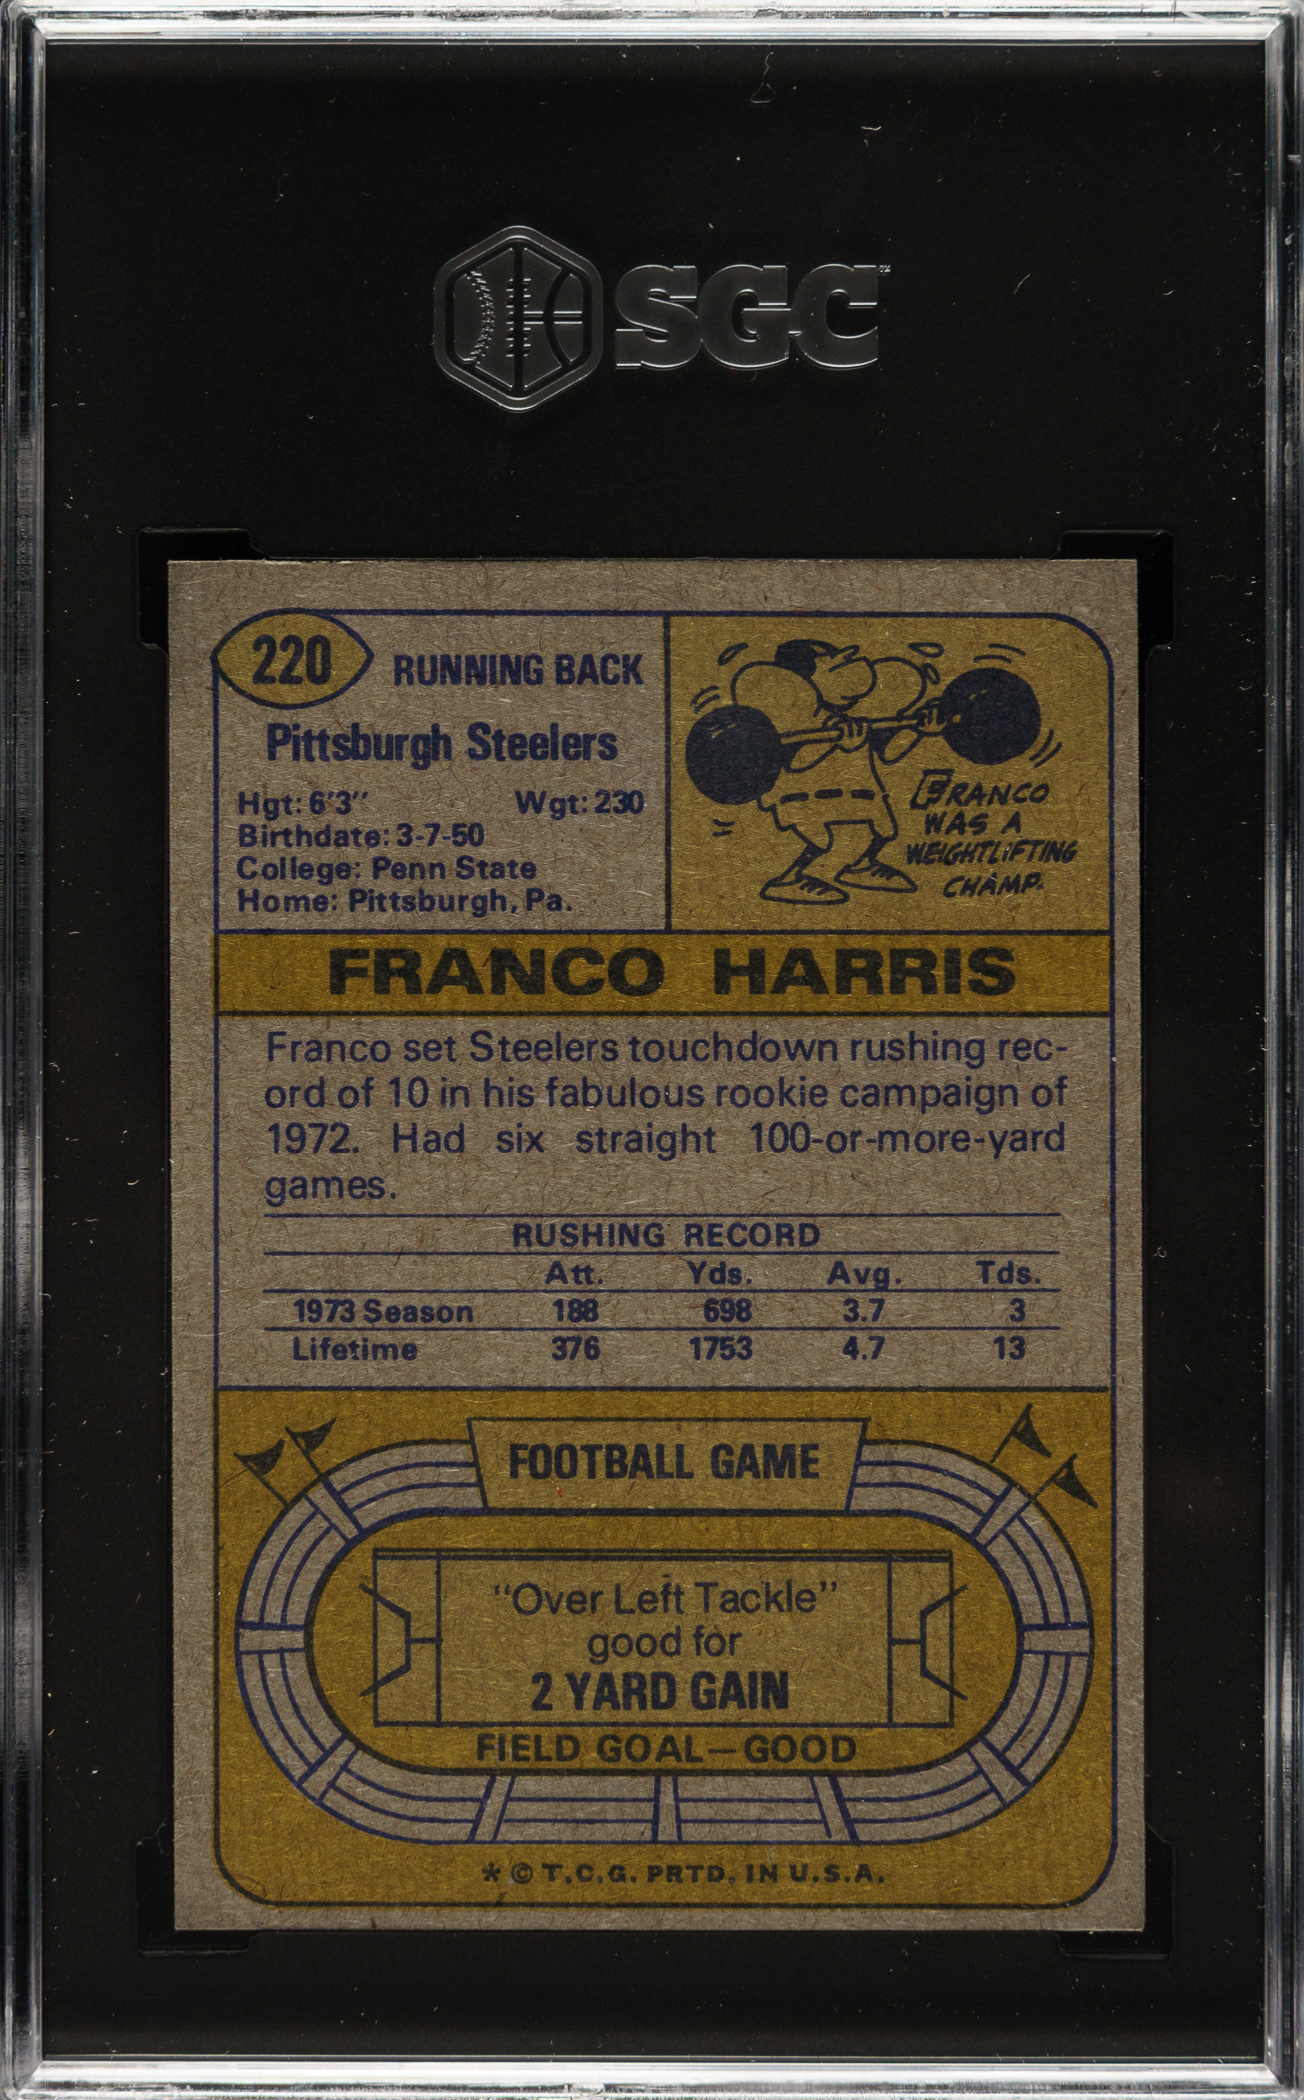 SGC
220
RUNNING BACK
Pittsburgh Steelers
Hgt: 6'3" Wgt: 230
Birthdate: 3-7-50
College: Penn State
Home: Pittsburgh, Pa.
FRANCO
WAS A
WEIGHTLIFTING
CHAMP.
FRANCO HARRIS
Franco set Steelers touchdown rushing rec-
ord of 10 in his fabulous rookie campaign of
1972. Had six straight 100-or-more-yard
games.
RUSHING RECORD
Att. Yds. Avg. Tds.
1973 Season 188 698 3.7 3
Lifetime 376 1753 4.7 13
FOOTBALL GAME
"Over Left Tackle"
good for
2 YARD GAIN
FIELD GOAL—GOOD
* © T.C.G. PRTD. IN U.S.A.